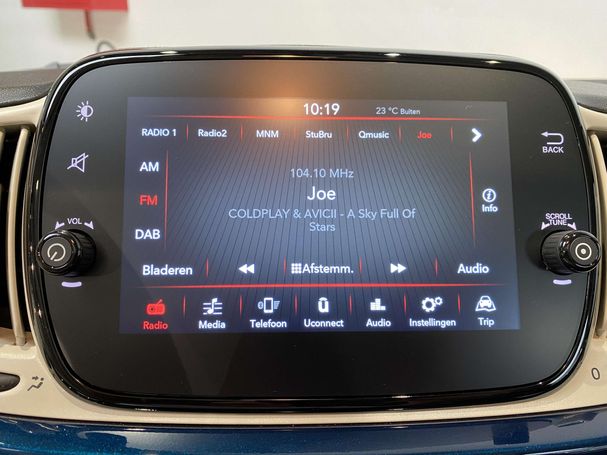 10:19 23 °C Buiten
RADIO 1 Radio2 MNM StuBru Qmusic Joe
BACK
AM
104.10 MHz
Joe
FM
Info
COLDPLAY & AVICII - A Sky Full Of
Stars
VOL
SCROLL
TUNE
DAB
Bladeren Afstemm. Audio
Radio Media Telefoon Uconnect Audio Instellingen Trip
0